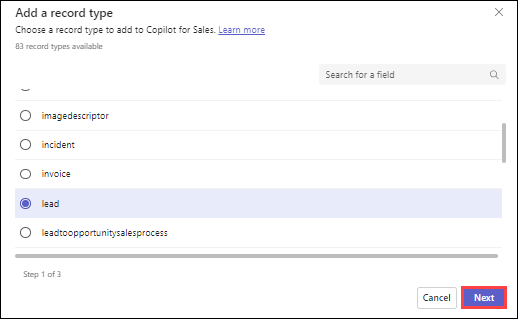 Add a record type
Choose a record type to add to Copilot for Sales. Learn more
83 record types available
Search for a field
imagedescriptor
incident
invoice
lead
leadtoopportunitysalesprocess
Step 1 of 3
Cancel
Next